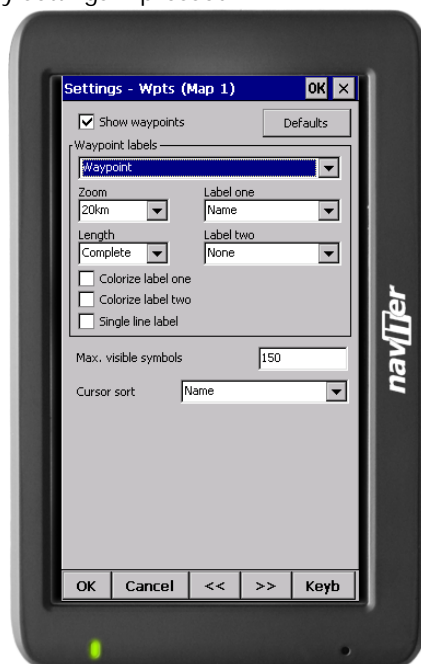 Settings - Wpts (Map 1) OK ×
Show waypoints Defaults
Waypoint labels
Waypoint
Zoom Label one
20km Name
Length Label two
Complete None
Colorize label one
Colorize label two
Single line label
Max. visible symbols 150
Cursor sort Name
OK Cancel << >> Keyb
naviter